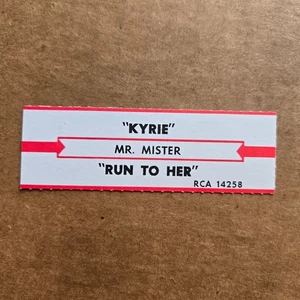 "KYRIE"
MR. MISTER
"RUN TO HER"
RCA 14258